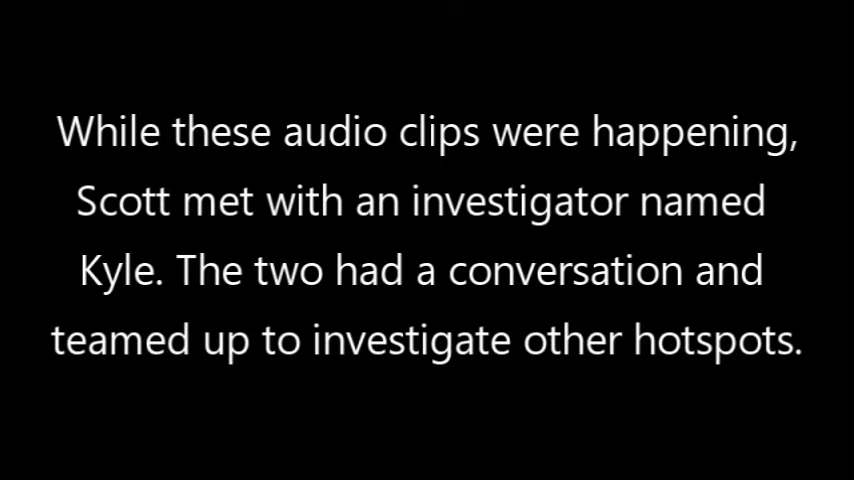 While these audio clips were happening,
Scott met with an investigator named
Kyle. The two had a conversation and
teamed up to investigate other hotspots.